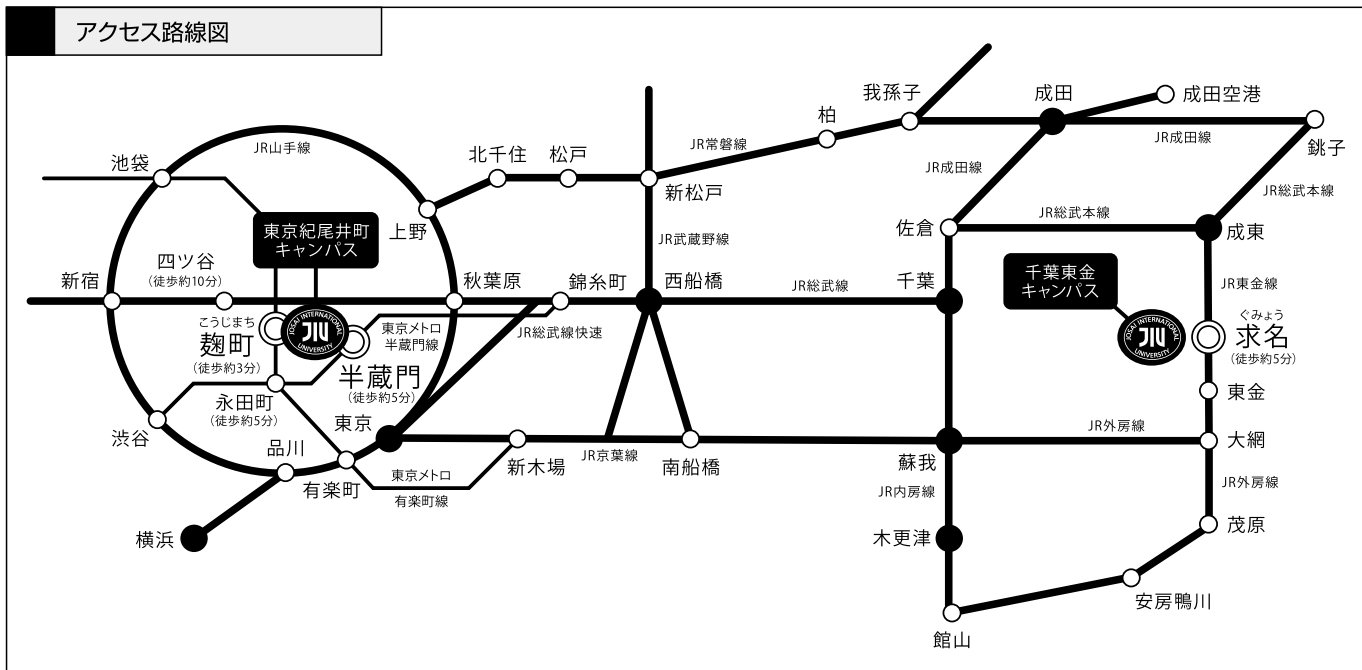 アクセス路線図
我孫子
成田
成田空港
柏
JR成田線
銚子
JR山手線
北千住
松戸
JR常磐線
池袋
新松戸
JR成田線
JR総武本線
東京紀尾井町
キャンパス
上野
JR総武本線
佐倉
成東
JR武蔵野線
四ツ谷
(徒歩約10分)
新宿
秋葉原
錦糸町
西船橋
JR総武線
千葉
千葉東金
キャンパス
JR東金線
こうじまち
麹町
(徒歩約3分)
JOSAI INTERNATIONAL
JIU
UNIVERSITY
東京メトロ
半蔵門線
JR総武線快速
JOSAI INTERNATIONAL
JIU
UNIVERSITY
ぐみょう
求名
(徒歩約5分)
半蔵門
(徒歩約5分)
永田町
(徒歩約5分)
東京
東金
渋谷
品川
JR外房線
大網
有楽町
東京メトロ
有楽町線
新木場
JR京葉線
南船橋
蘇我
JR内房線
JR外房線
横浜
木更津
茂原
安房鴨川
館山